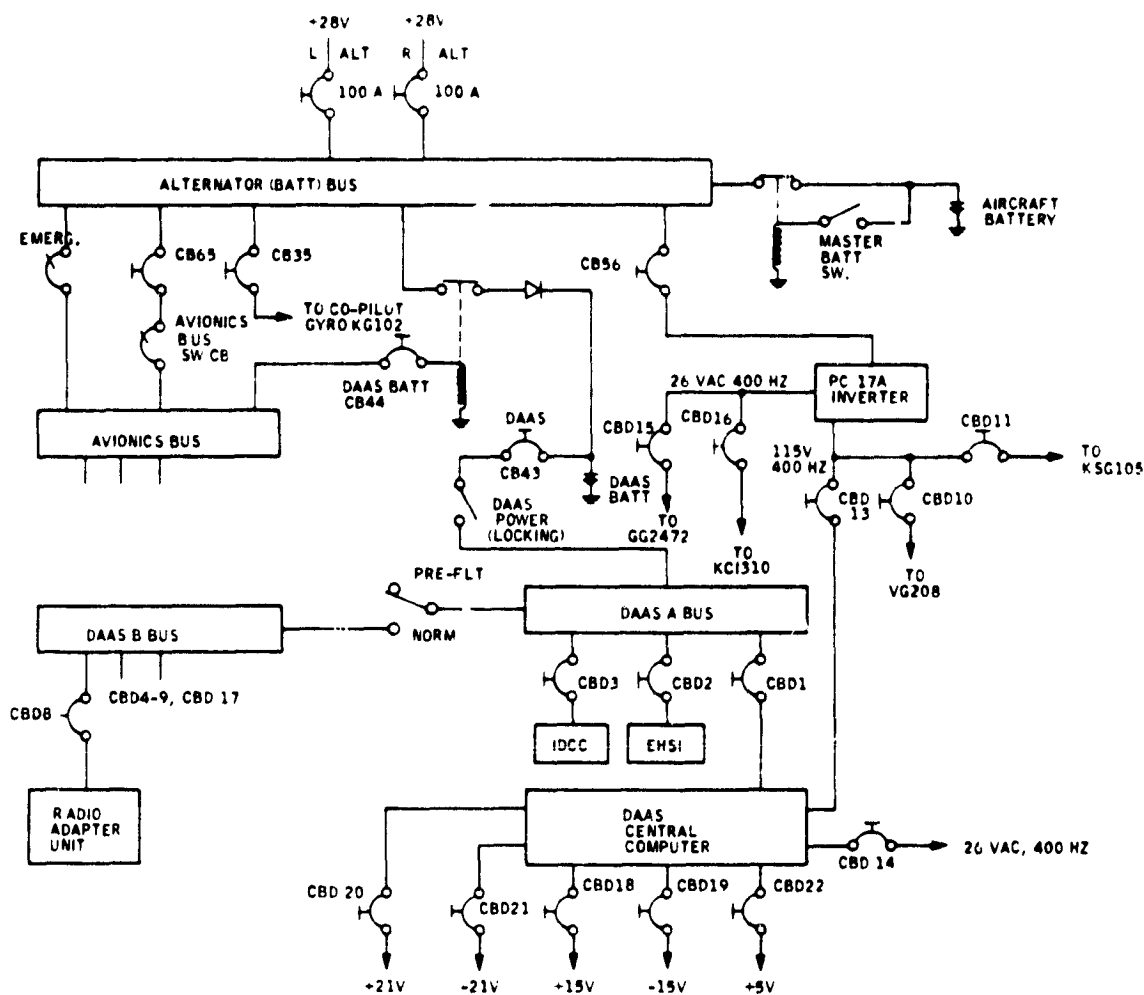 +28V
L ALT
R ALT
100 A
100 A
ALTERNATOR (BATT) BUS
AIRCRAFT
BATTERY
MASTER
BATT
SW.
EMERG.
CB65
CB35
CB56
TO CO-PILOT
GYRO KG102
AVIONICS
BUS
SW CB
DAAS BATT
CB44
26 VAC 400 HZ
PC 17A
INVERTER
AVIONICS BUS
DAAS
CB43
CBD15
CBD16
CBD11
115V
400 HZ
TO
KSG105
DAAS
BATT
CBD
13
CBD10
DAAS
POWER
(LOCKING)
TO
GG2472
TO
KCI310
TO
VG208
PRE-FLT
NORM
DAAS A BUS
DAAS B BUS
CBD4-9, CBD 17
CBD8
CBD3
CBD2
CBD1
IDCC
EHSI
RADIO
ADAPTER
UNIT
DAAS
CENTRAL
COMPUTER
CBD 14
26 VAC, 400 HZ
CBD 20
CBD21
CBD18
CBD19
CBD22
+21V
-21V
+15V
-15V
+5V